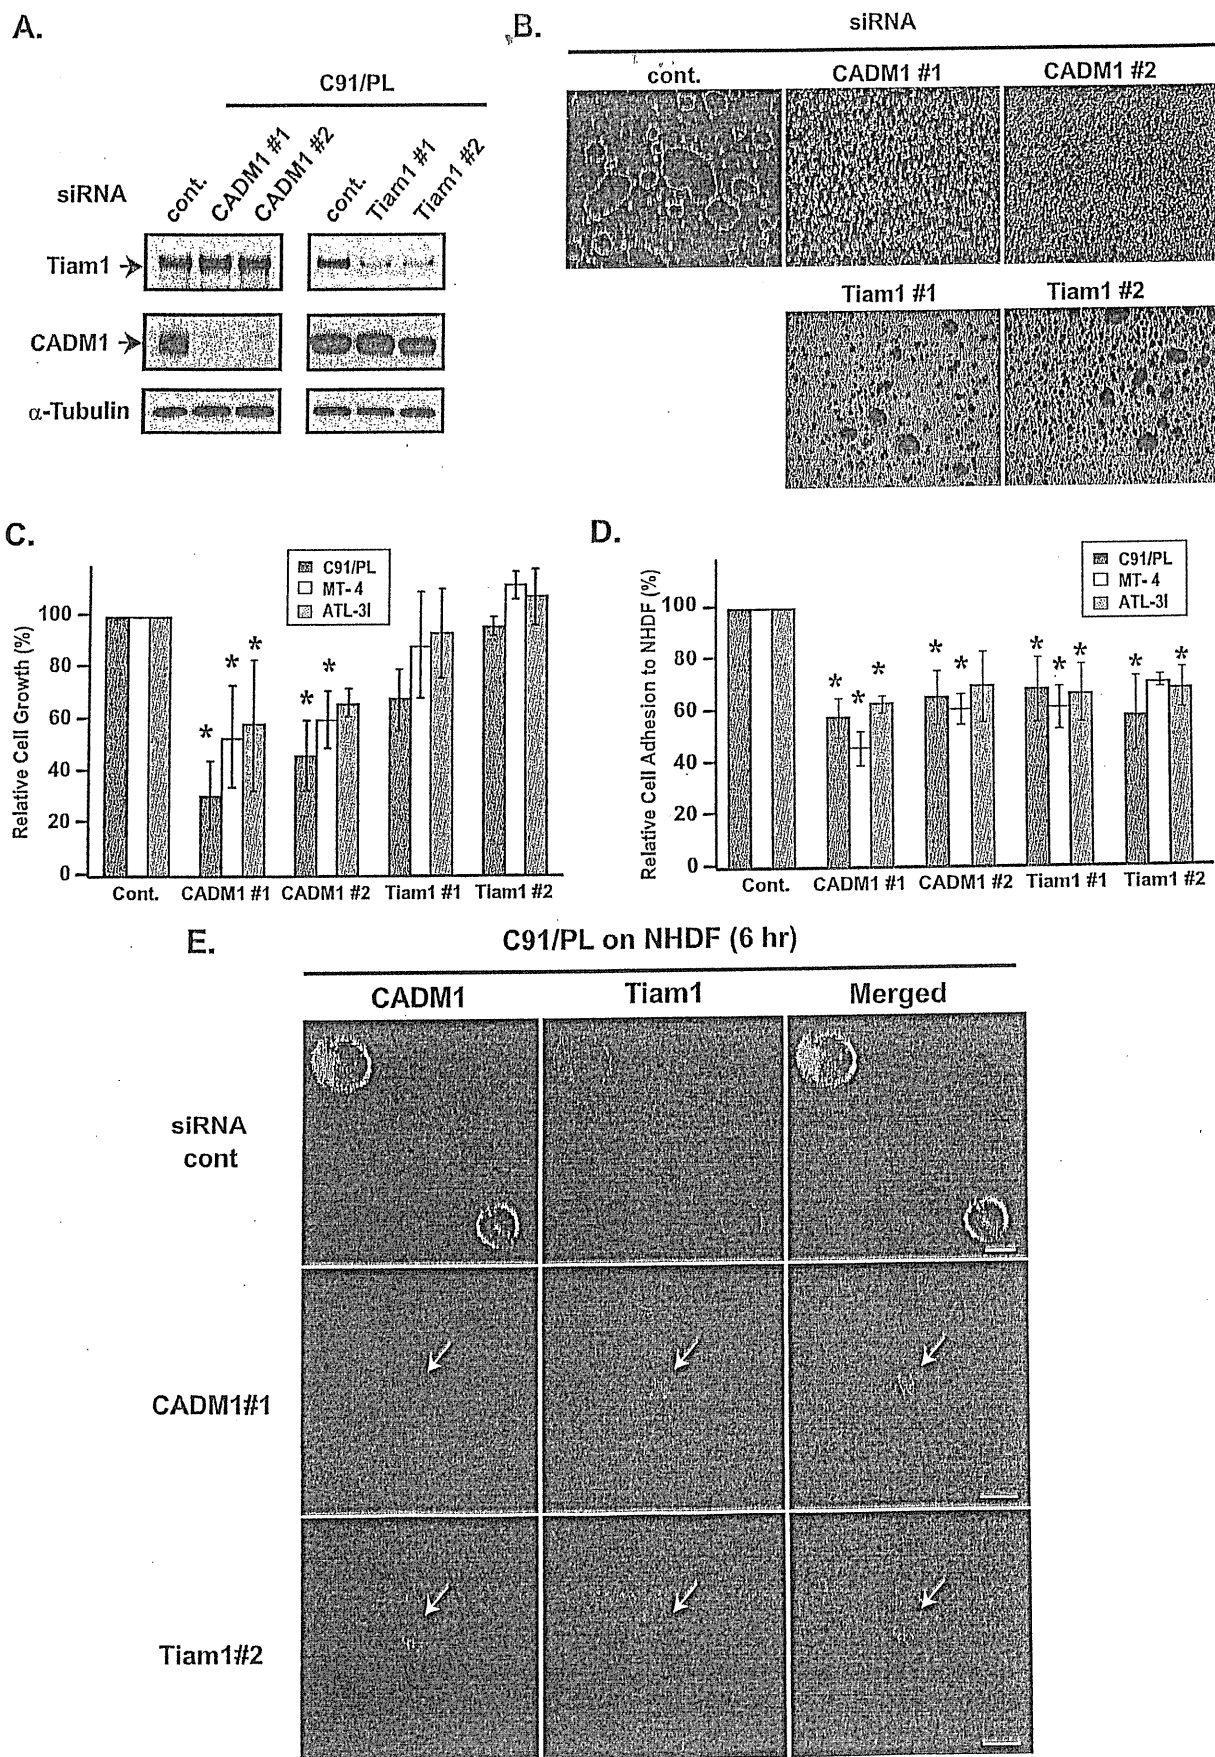 A.
C91/PL
siRNA
cont.
CADM1 #1
CADM1 #2
cont.
Tiam1 #1
Tiam1 #2
Tiam1
CADM1
α-Tubulin
B.
siRNA
cont.
CADM1 #1
CADM1 #2
Tiam1 #1
Tiam1 #2
C.
Relative Cell Growth (%)
100
80
60
40
20
0
C91/PL
MT-4
ATL-3I
* * *
* *
Cont.
CADM1 #1
CADM1 #2
Tiam1 #1
Tiam1 #2
D.
Relative Cell Adhesion to NHDF (%)
100
80
60
40
20
0
C91/PL
MT-4
ATL-3I
* * *
* *
* * *
* *
Cont.
CADM1 #1
CADM1 #2
Tiam1 #1
Tiam1 #2
E.
C91/PL on NHDF (6 hr)
CADM1
Tiam1
Merged
siRNA
cont
CADM1#1
Tiam1#2